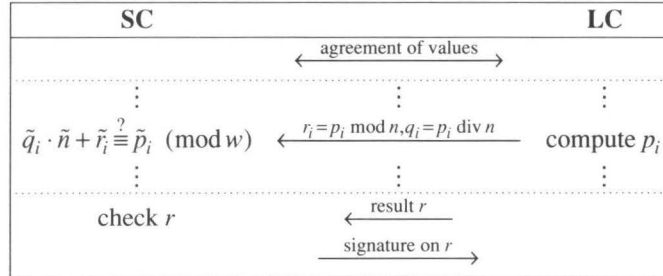 SC LC
agreement of values
⋮ ⋮ ⋮
q̃ᵢ · ñ + r̃ᵢ ≟ p̃ᵢ (mod w) rᵢ = pᵢ mod n, qᵢ = pᵢ div n compute pᵢ
⋮ ⋮ ⋮
check r result r
signature on r